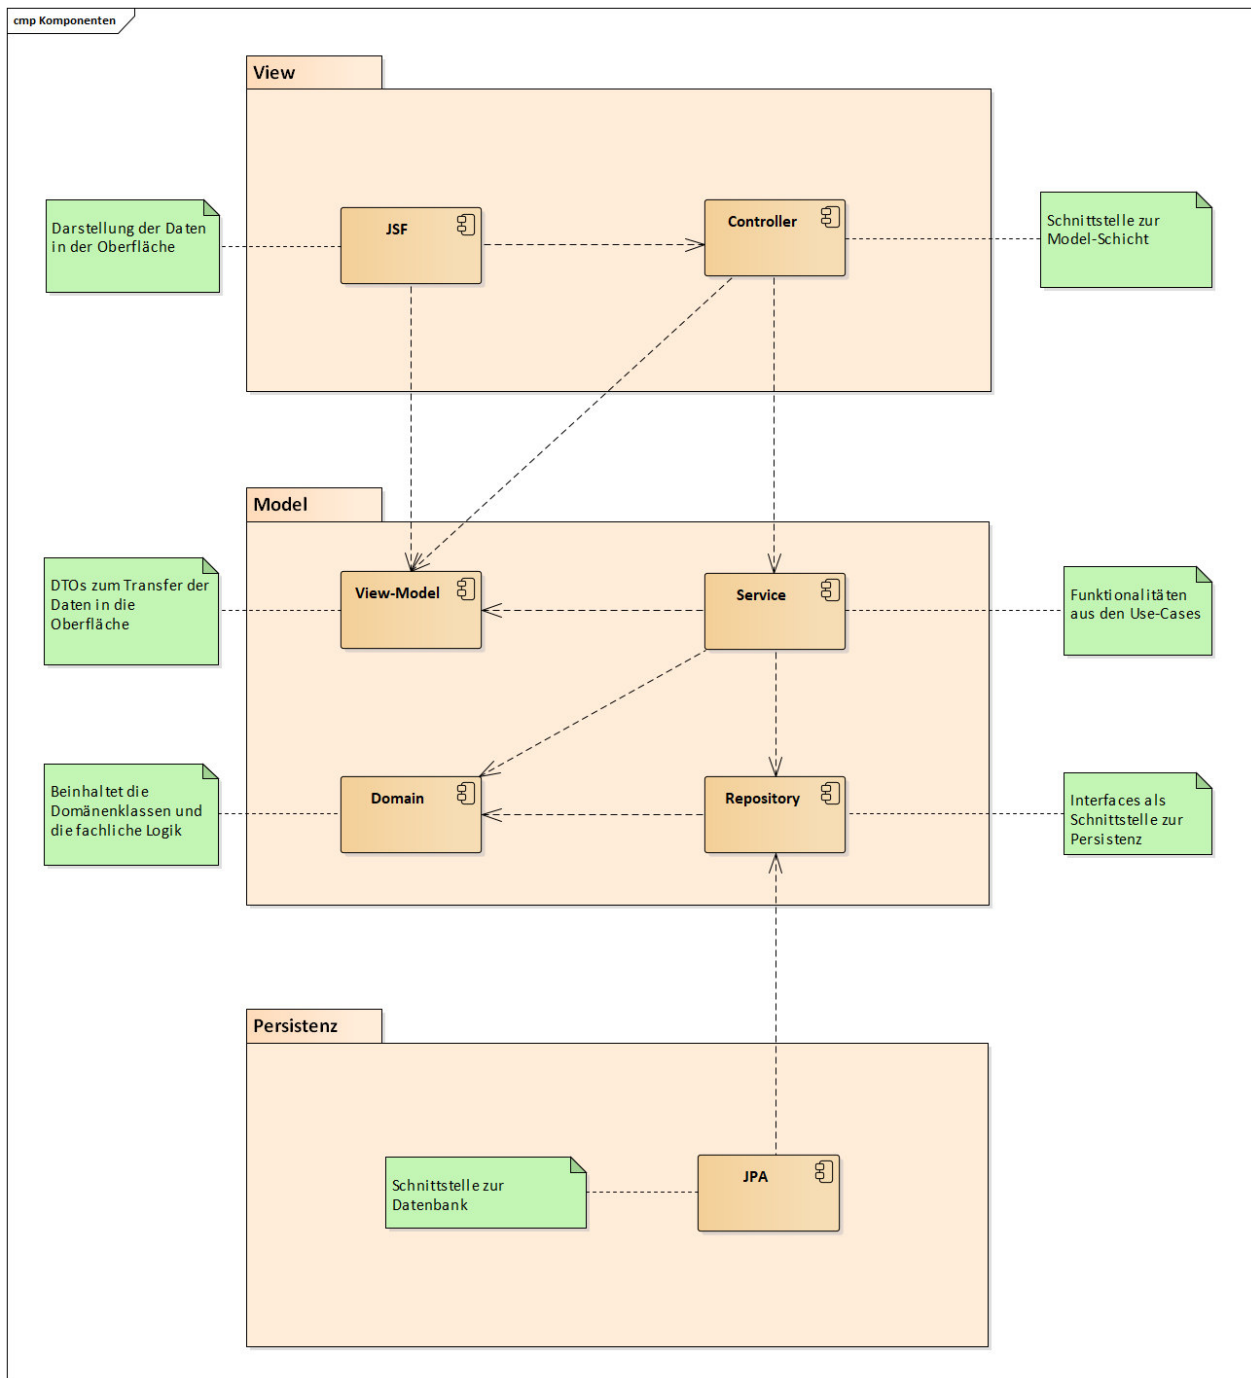 cmp Komponenten
View
Darstellung der Daten
in der Oberfläche
JSF
Controller
Schnittstelle zur
Model-Schicht
Model
DTOs zum Transfer der
Daten in die
Oberfläche
View-Model
Service
Funktionalitäten
aus den Use-Cases
Beinhaltet die
Domänenklassen und
die fachliche Logik
Domain
Repository
Interfaces als
Schnittstelle zur
Persistenz
Persistenz
Schnittstelle zur
Datenbank
JPA